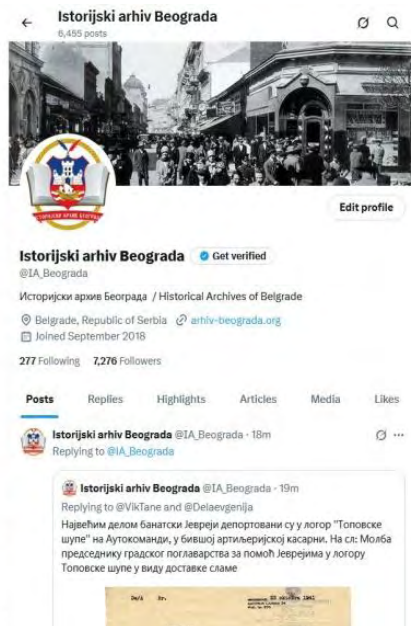 Istorijski arhiv Beograda
6,455 posts
Edit profile
Istorijski arhiv Beograda Get verified
@IA_Beograda
Историјски архив Београда / Historical Archives of Belgrade
Belgrade, Republic of Serbia arhiv-beograda.org
Joined September 2018
277 Following 7,276 Followers
Posts Replies Highlights Articles Media Likes
Istorijski arhiv Beograda @IA_Beograda · 18m
Replying to @IA_Beograda
Istorijski arhiv Beograda @IA_Beograda · 19m
Replying to @VikTane and @Delaevgenija
Највећим делом банатски Јевреји депортовани су у логор "Топовске
шупе" на Аутокоманди, у бившој артиљеријској касарни. На сл: Молба
председнику градског поглаварства за помоћ Јеврејима у логору
Топовске шупе у виду доставке сламе